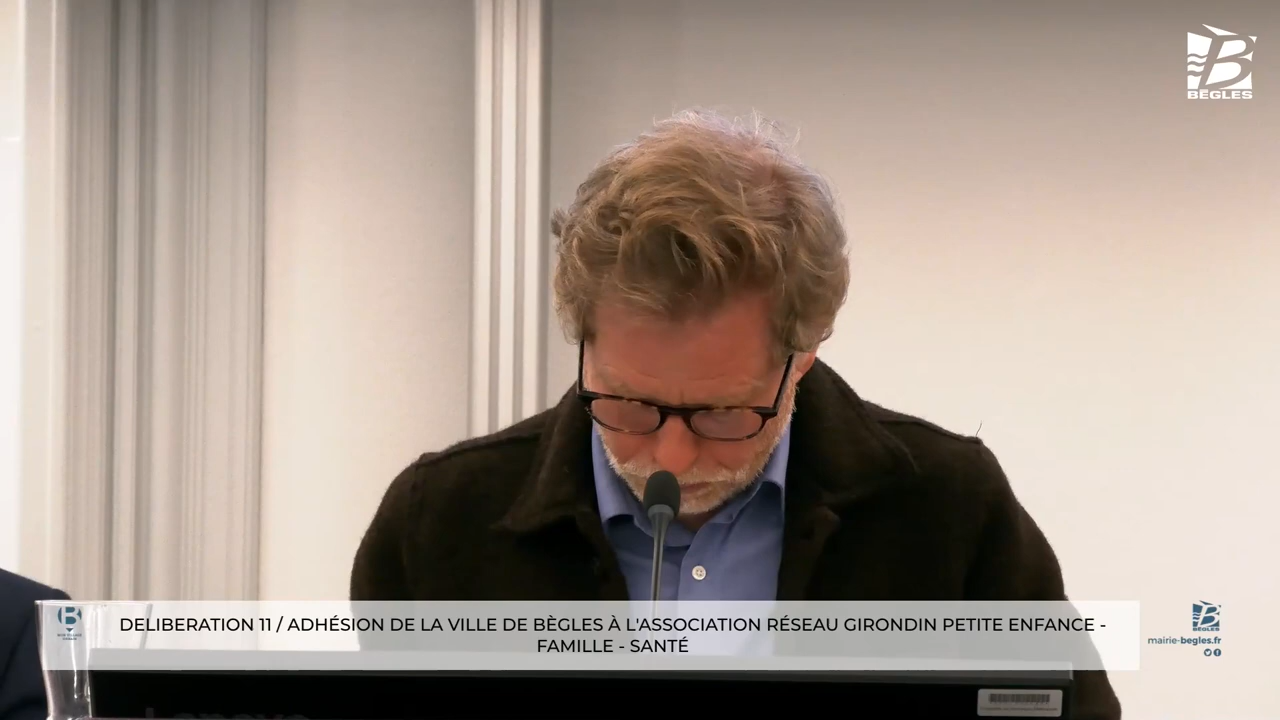 B
BÈGLES
DELIBERATION 11 / ADHÉSION DE LA VILLE DE BÈGLES À L'ASSOCIATION RÉSEAU GIRONDIN PETITE ENFANCE -
FAMILLE - SANTÉ
B
B
BÈGLES
mairie-begles.fr